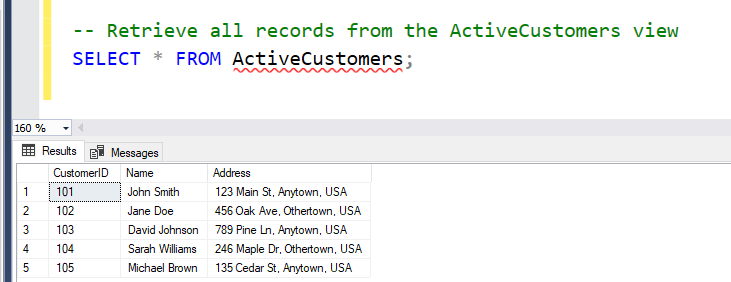 -- Retrieve all records from the ActiveCustomers view
SELECT * FROM ActiveCustomers;
160 %
Results Messages
CustomerID Name Address
1 101 John Smith 123 Main St, Anytown, USA
2 102 Jane Doe 456 Oak Ave, Othertown, USA
3 103 David Johnson 789 Pine Ln, Anytown, USA
4 104 Sarah Williams 246 Maple Dr, Othertown, USA
5 105 Michael Brown 135 Cedar St, Anytown, USA